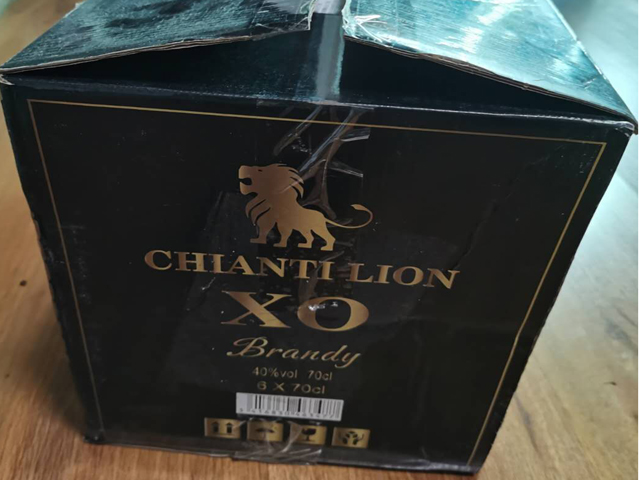 CHIANTI LION
XO
Brandy
40%vol 70cl
6 X 70cl